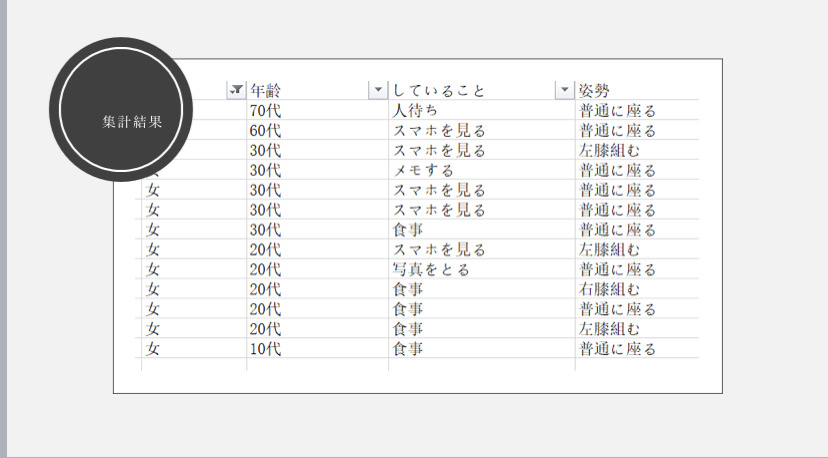 集計結果
年齢 していること 姿勢
70代 人待ち 普通に座る
60代 スマホを見る 普通に座る
30代 スマホを見る 左膝組む
30代 メモする 普通に座る
女 30代 スマホを見る 普通に座る
女 30代 スマホを見る 普通に座る
女 30代 食事 普通に座る
女 20代 スマホを見る 左膝組む
女 20代 写真をとる 普通に座る
女 20代 食事 右膝組む
女 20代 食事 普通に座る
女 20代 食事 左膝組む
女 10代 食事 普通に座る